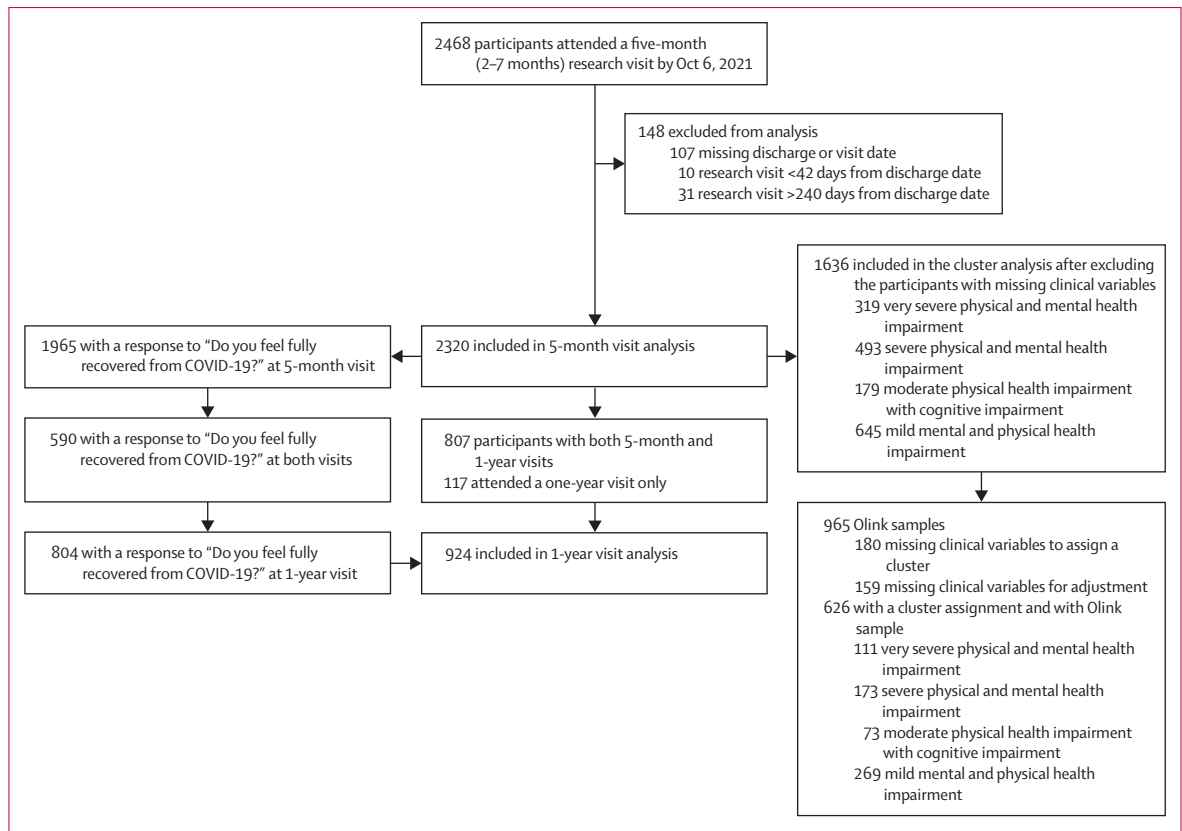 2468 participants attended a five-month
(2–7 months) research visit by Oct 6, 2021
148 excluded from analysis
107 missing discharge or visit date
10 research visit <42 days from discharge date
31 research visit >240 days from discharge date
1965 with a response to “Do you feel fully
recovered from COVID-19?” at 5-month visit
2320 included in 5-month visit analysis
1636 included in the cluster analysis after excluding
the participants with missing clinical variables
319 very severe physical and mental health
impairment
493 severe physical and mental health
impairment
179 moderate physical health impairment
with cognitive impairment
645 mild mental and physical health
impairment
590 with a response to “Do you feel fully
recovered from COVID-19?” at both visits
807 participants with both 5-month and
1-year visits
117 attended a one-year visit only
804 with a response to “Do you feel fully
recovered from COVID-19?” at 1-year visit
924 included in 1-year visit analysis
965 Olink samples
180 missing clinical variables to assign a
cluster
159 missing clinical variables for adjustment
626 with a cluster assignment and with Olink
sample
111 very severe physical and mental health
impairment
173 severe physical and mental health
impairment
73 moderate physical health impairment
with cognitive impairment
269 mild mental and physical health
impairment